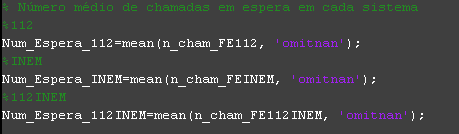 % Número médio de chamadas em espera em cada sistema
%112
Num_Espera_112=mean(n_cham_FE112, 'omitnan');
%INEM
Num_Espera_INEM=mean(n_cham_FEINEM, 'omitnan');
%112INEM
Num_Espera_112INEM=mean(n_cham_FE112INEM, 'omitnan');